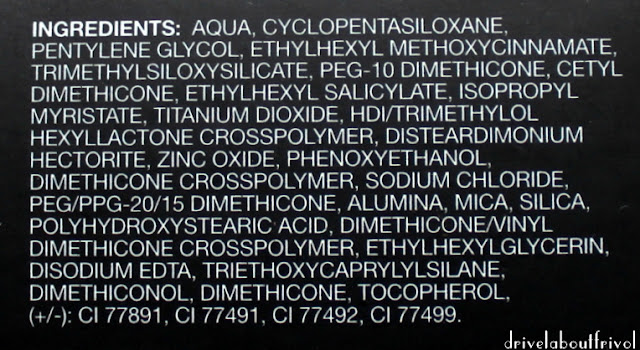 INGREDIENTS: AQUA, CYCLOPENTASILOXANE,
PENTYLENE GLYCOL, ETHYLHEXYL METHOXYCINNAMATE,
TRIMETHYLSILOXYSILICATE, PEG-10 DIMETHICONE, CETYL
DIMETHICONE, ETHYLHEXYL SALICYLATE, ISOPROPYL
MYRISTATE, TITANIUM DIOXIDE, HDI/TRIMETHYLOL
HEXYLLACTONE CROSSPOLYMER, DISTEARDIMONIUM
HECTORITE, ZINC OXIDE, PHENOXYETHANOL,
DIMETHICONE CROSSPOLYMER, SODIUM CHLORIDE,
PEG/PPG-20/15 DIMETHICONE, ALUMINA, MICA, SILICA,
POLYHYDROXYSTEARIC ACID, DIMETHICONE/VINYL
DIMETHICONE CROSSPOLYMER, ETHYLHEXYLGLYCERIN,
DISODIUM EDTA, TRIETHOXYCAPRYLYLSILANE,
DIMETHICONOL, DIMETHICONE, TOCOPHEROL,
(+/-): CI 77891, CI 77491, CI 77492, CI 77499.
drivelaboutfrivol